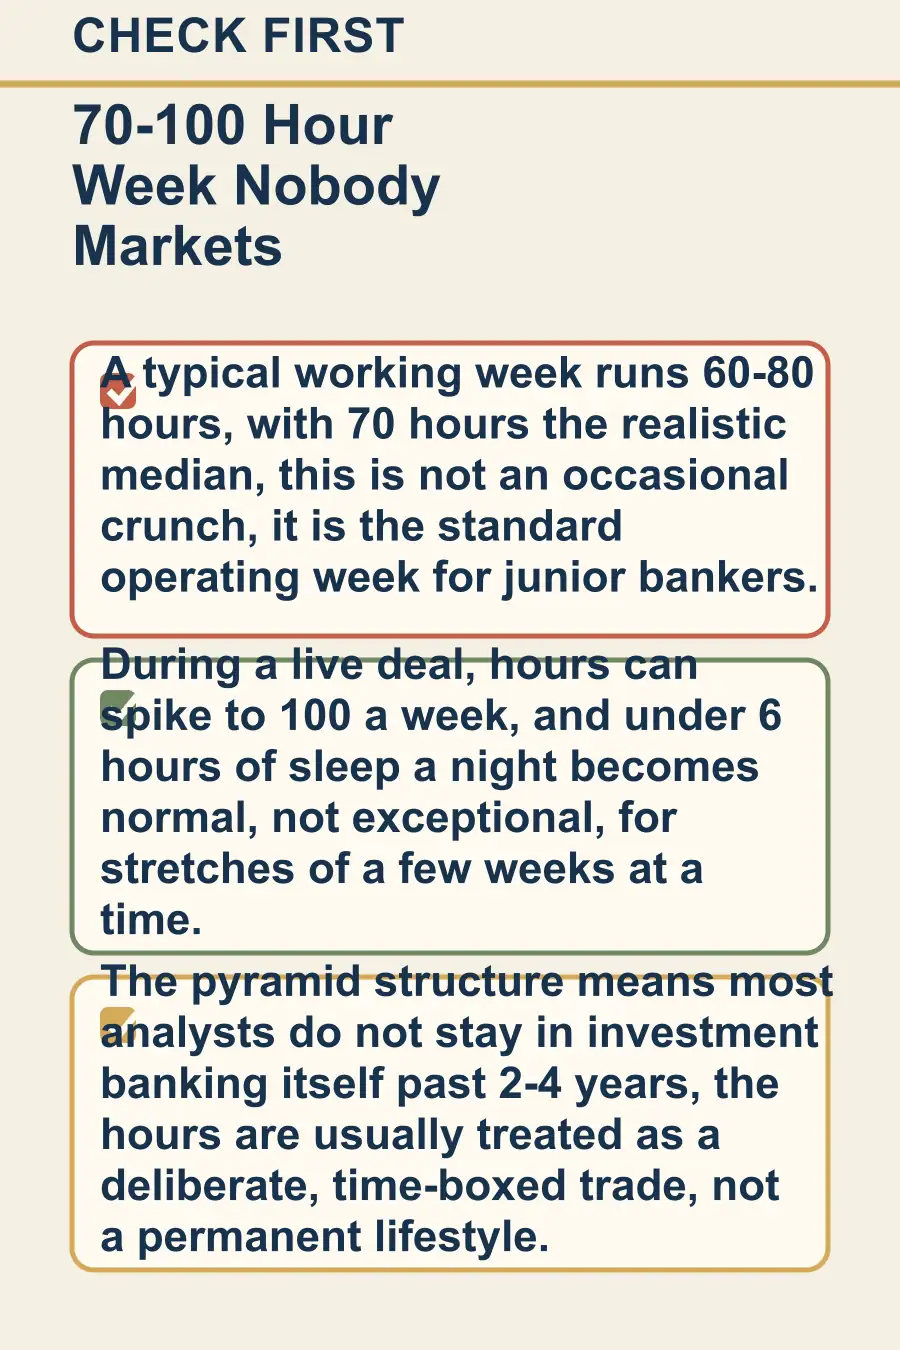 CHECK FIRST
70-100 Hour
Week Nobody
Markets
A typical working week runs 60-80
hours, with 70 hours the realistic
median, this is not an occasional
crunch, it is the standard
operating week for junior bankers.
During a live deal, hours can
spike to 100 a week, and under 6
hours of sleep a night becomes
normal, not exceptional, for
stretches of a few weeks at a
time.
The pyramid structure means most
analysts do not stay in investment
banking itself past 2-4 years, the
hours are usually treated as a
deliberate, time-boxed trade, not
a permanent lifestyle.